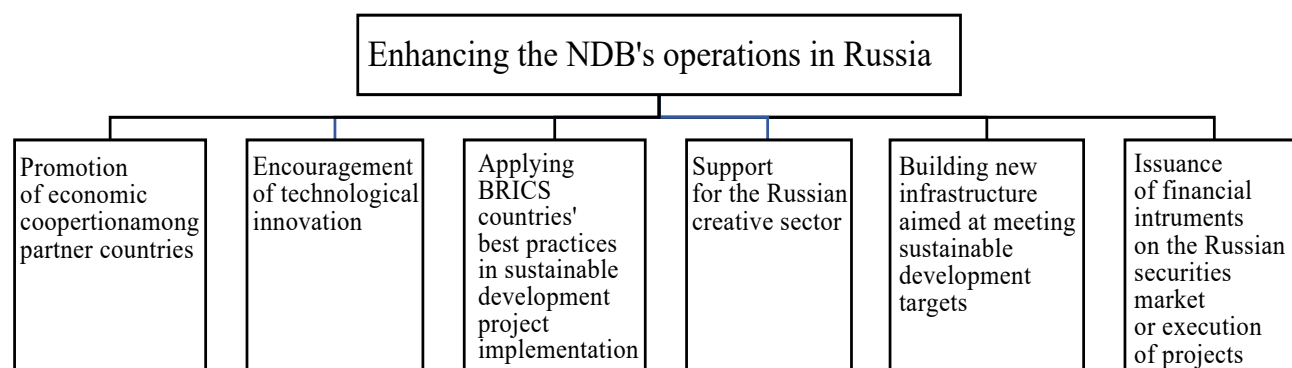 Enhancing the NDB's operations in Russia
Promotion
of economic
coopertionamong
partner countries
Encouragement
of technological
innovation
Applying
BRICS
countries'
best practices
in sustainable
development
project
implementation
Support
for the Russian
creative sector
Building new
infrastructure
aimed at meeting
sustainable
development
targets
Issuance
of financial
intruments
on the Russian
securities
market
or execution
of projects